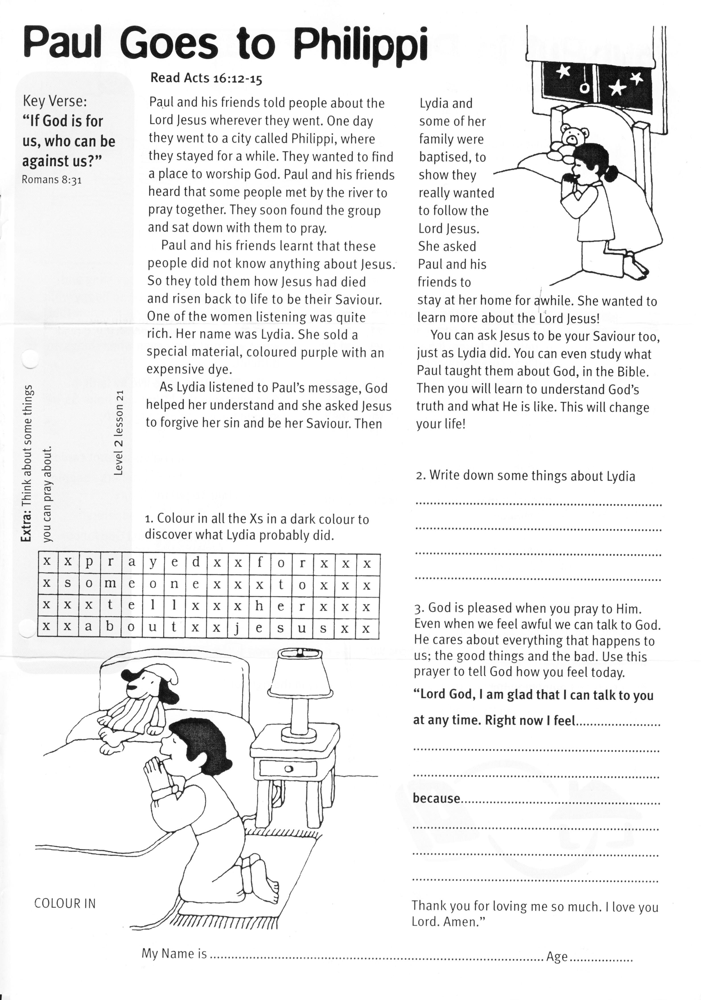 Paul Goes to Philippi
Key Verse:
“If God is for
us, who can be
against us?”
Romans 8:31
Read Acts 16:12-15
Paul and his friends told people about the
Lord Jesus wherever they went. One day
they went to a city called Philippi, where
they stayed for a while. They wanted to find
a place to worship God. Paul and his friends
heard that some people met by the river to
pray together. They soon found the group
and sat down with them to pray.
Paul and his friends learnt that these
people did not know anything about Jesus.
So they told them how Jesus had died
and risen back to life to be their Saviour.
One of the women listening was quite
rich. Her name was Lydia. She sold a
special material, coloured purple with an
expensive dye.
As Lydia listened to Paul’s message, God
helped her understand and she asked Jesus
to forgive her sin and be her Saviour. Then
Lydia and
some of her
family were
baptised, to
show they
really wanted
to follow the
Lord Jesus.
She asked
Paul and his
friends to
stay at her home for awhile. She wanted to
learn more about the Lord Jesus!
You can ask Jesus to be your Saviour too,
just as Lydia did. You can even study what
Paul taught them about God, in the Bible.
Then you will learn to understand God’s
truth and what He is like. This will change
your life!
Extra: Think about some things
you can pray about.
Level 2 lesson 21
1. Colour in all the Xs in a dark colour to
discover what Lydia probably did.
x x p r a y e d x x f o r x x x
x s o m e o n e x x x t o x x x
x x x t e l l x x x h e r x x x
x x a b o u t x x j e s u s x x
COLOUR IN
2. Write down some things about Lydia
3. God is pleased when you pray to Him.
Even when we feel awful we can talk to God.
He cares about everything that happens to
us; the good things and the bad. Use this
prayer to tell God how you feel today.
“Lord God, I am glad that I can talk to you
at any time. Right now I feel........................
because........................
Thank you for loving me so much. I love you
Lord. Amen.”
My Name is ........................ Age..................